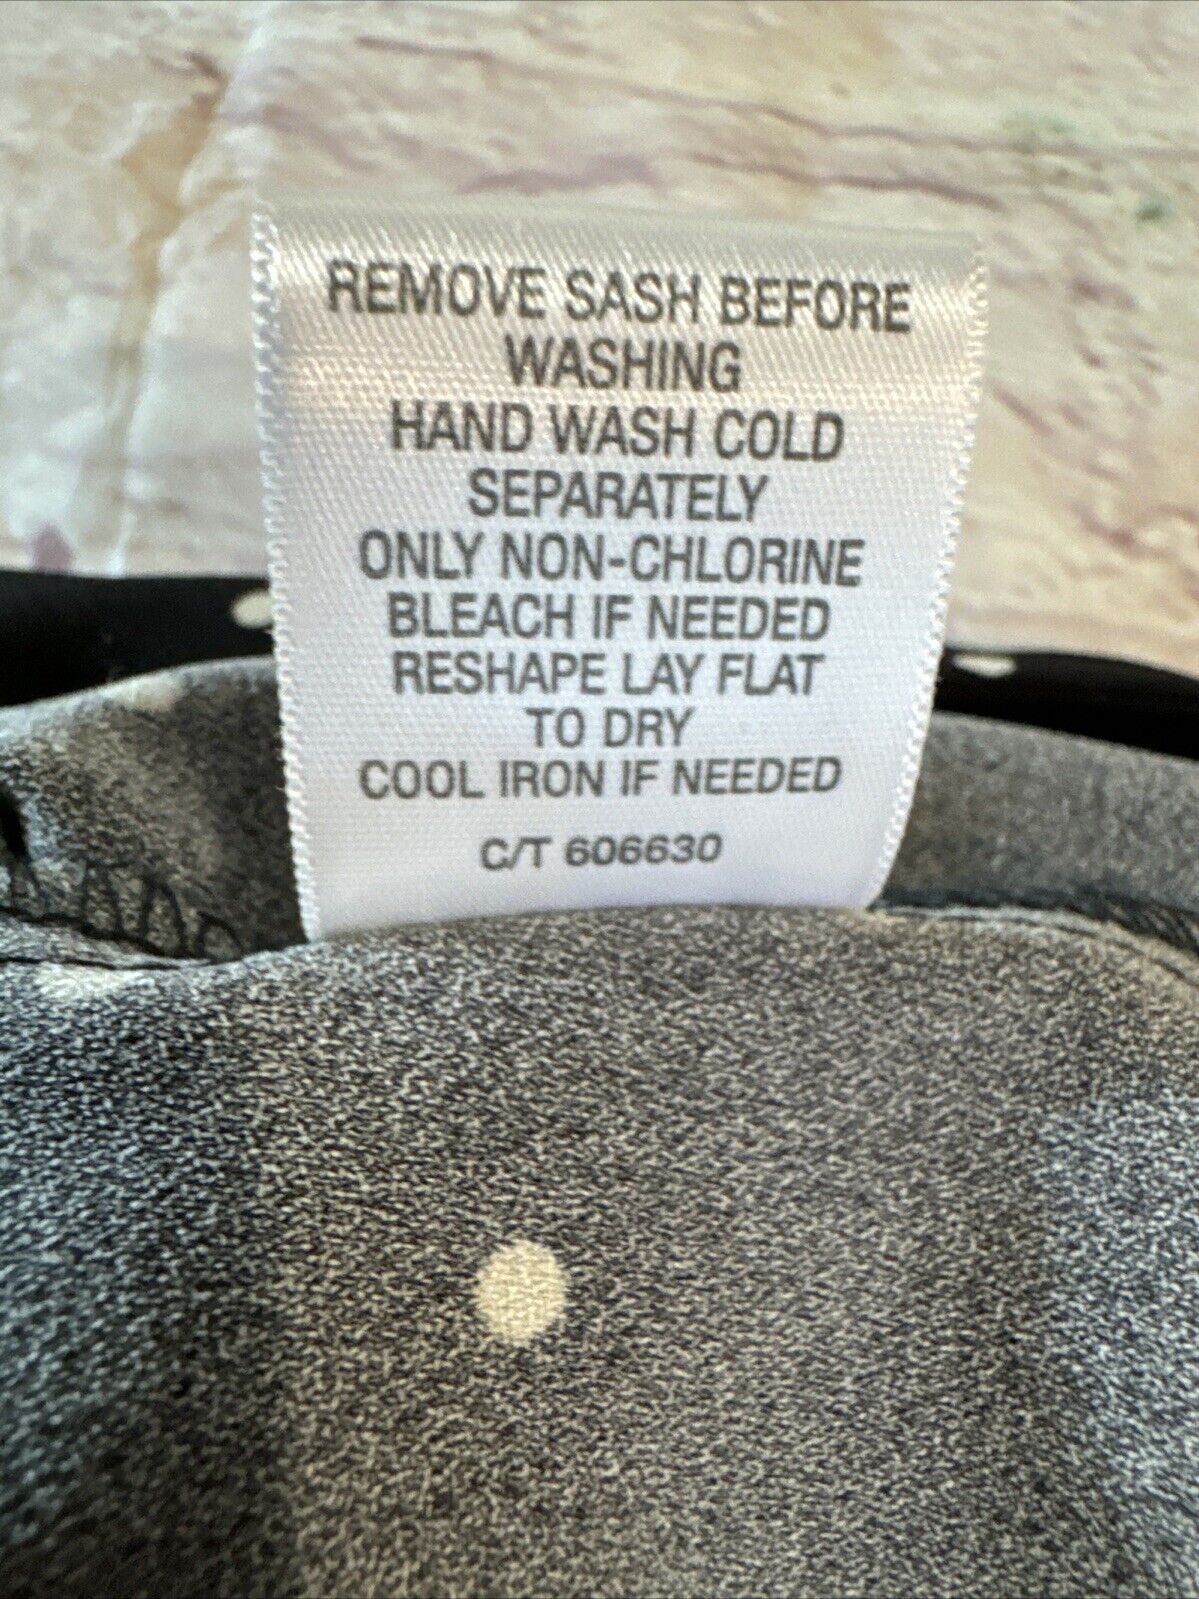 REMOVE SASH BEFORE
WASHING
HAND WASH COLD
SEPARATELY
ONLY NON-CHLORINE
BLEACH IF NEEDED
RESHAPE LAY FLAT
TO DRY
COOL IRON IF NEEDED
C/T 606630